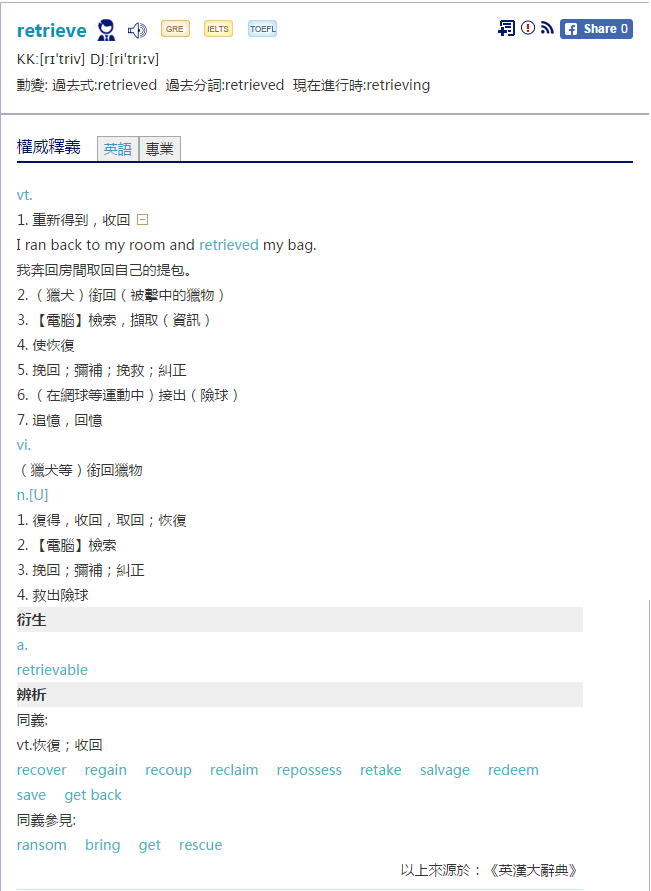 retrieve GRE IELTS TOEFL Share 0
KK:[rɪˈtriv] DJ:[riˈtriːv]
動變: 過去式:retrieved 過去分詞:retrieved 現在進行時:retrieving
權威釋義 英語 專業
vt.
1. 重新得到，收回
I ran back to my room and retrieved my bag.
我奔回房間取回自己的提包。
2.（獵犬）銜回（被擊中的獵物）
3. 【電腦】檢索，擷取（資訊）
4. 使恢復
5. 挽回；彌補；挽救；糾正
6.（在網球等運動中）接出（險球）
7. 追憶，回憶
vi.
（獵犬等）銜回獵物
n.[U]
1. 復得，收回，取回；恢復
2. 【電腦】檢索
3. 挽回；彌補；糾正
4. 救出險球
衍生
a.
retrievable
辨析
同義:
vt.恢復；收回
recover regain recoup reclaim repossess retake salvage redeem
save get back
同義參見:
ransom bring get rescue
以上來源於：《英漢大辭典》